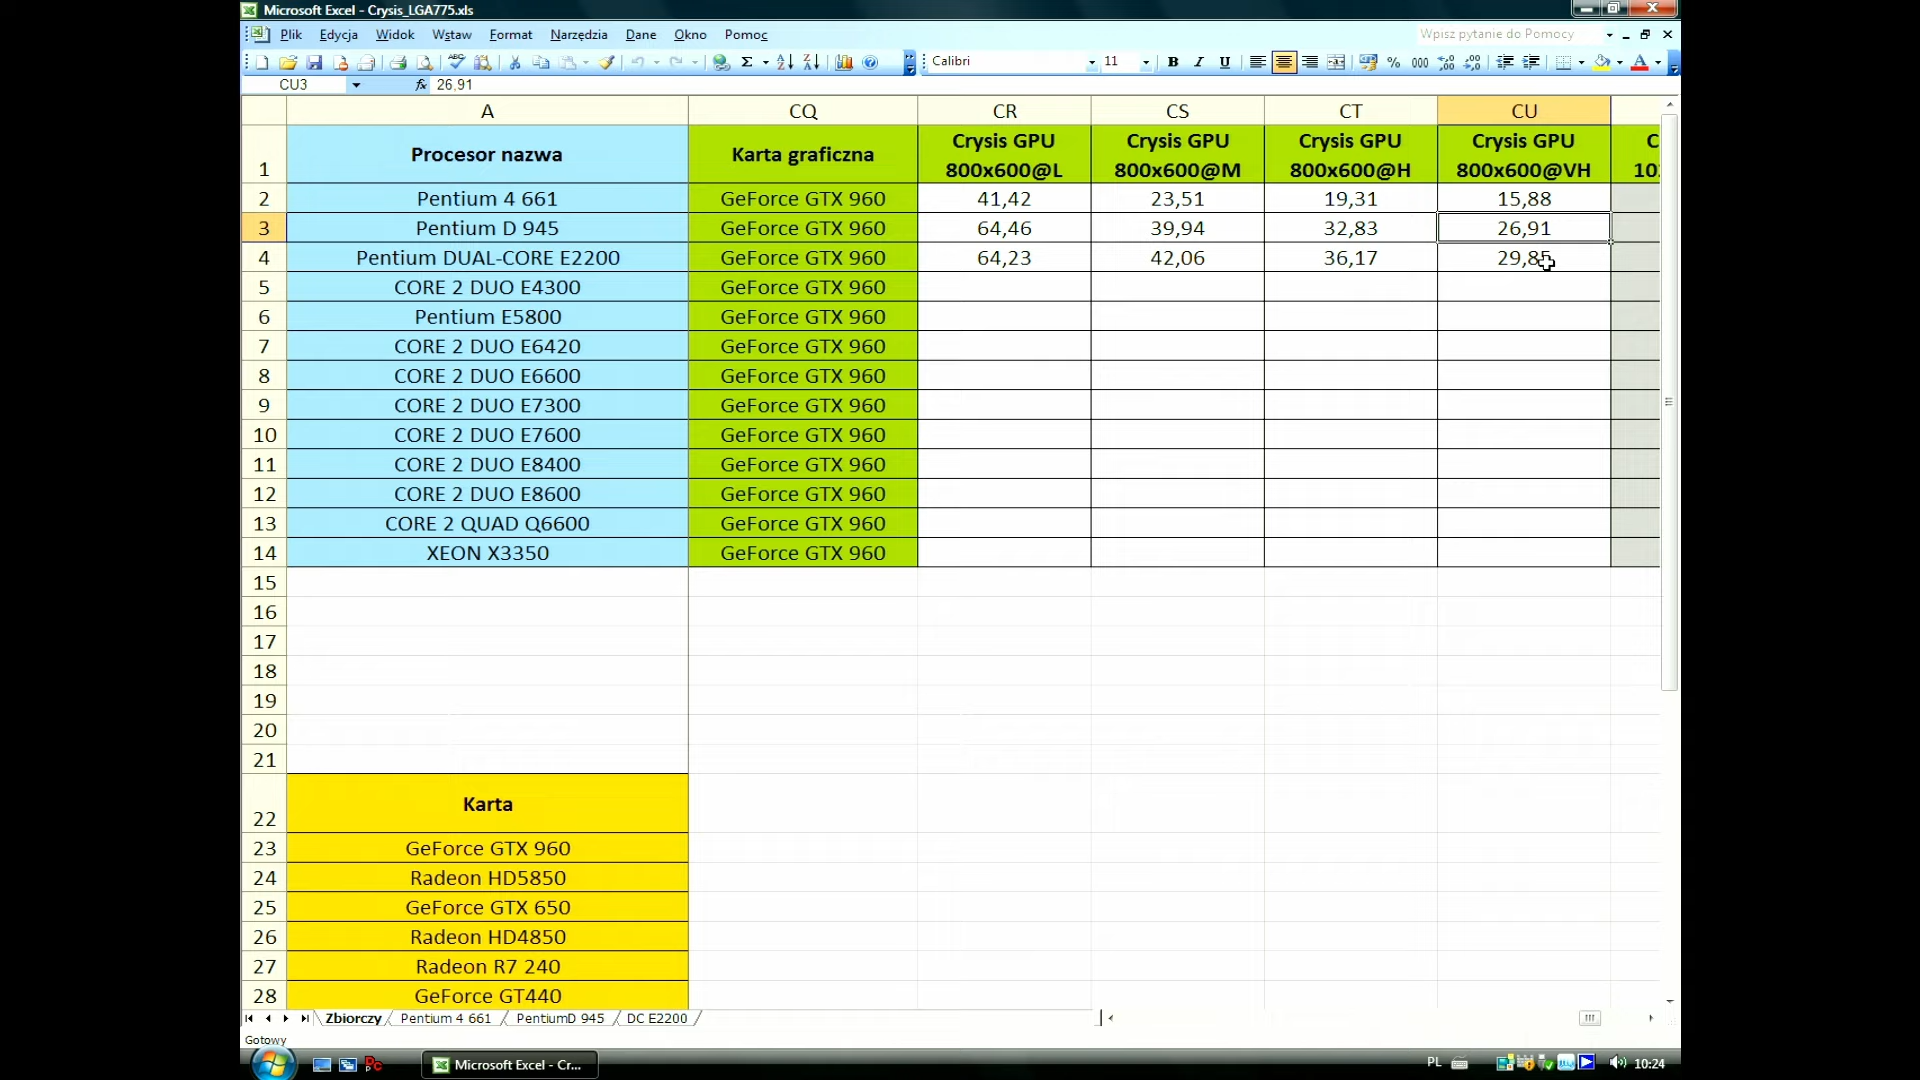 Microsoft Excel - Crysis_LGA775.xls
Plik Edycja Widok Wstaw Format Narzędzia Dane Okno Pomoc Wpisz pytanie do Pomocy
Calibri 11 B I U % 000
CU3 fx 26,91
A CQ CR CS CT CU
1 Procesor nazwa Karta graficzna Crysis GPU 800x600@L Crysis GPU 800x600@M Crysis GPU 800x600@H Crysis GPU 800x600@VH
2 Pentium 4 661 GeForce GTX 960 41,42 23,51 19,31 15,88
3 Pentium D 945 GeForce GTX 960 64,46 39,94 32,83 26,91
4 Pentium DUAL-CORE E2200 GeForce GTX 960 64,23 42,06 36,17 29,85
5 CORE 2 DUO E4300 GeForce GTX 960
6 Pentium E5800 GeForce GTX 960
7 CORE 2 DUO E6420 GeForce GTX 960
8 CORE 2 DUO E6600 GeForce GTX 960
9 CORE 2 DUO E7300 GeForce GTX 960
10 CORE 2 DUO E7600 GeForce GTX 960
11 CORE 2 DUO E8400 GeForce GTX 960
12 CORE 2 DUO E8600 GeForce GTX 960
13 CORE 2 QUAD Q6600 GeForce GTX 960
14 XEON X3350 GeForce GTX 960
15
16
17
18
19
20
21
22 Karta
23 GeForce GTX 960
24 Radeon HD5850
25 GeForce GTX 650
26 Radeon HD4850
27 Radeon R7 240
28 GeForce GT440
Zbiorczy Pentium 4 661 PentiumD 945 DC E2200
Gotowy
Microsoft Excel - Cr... PL 10:24